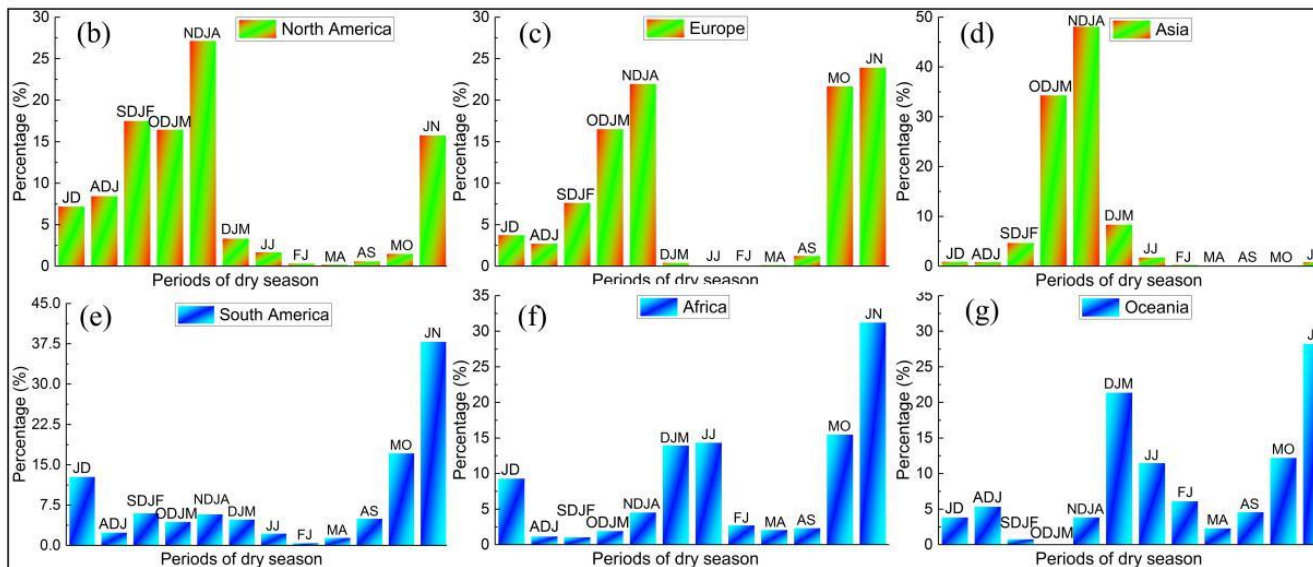 (b)
North America
Percentage (%)
30
25
20
15
10
5
0
JD
ADJ
SDJF
ODJM
NDJA
DJM
JJ
FJ
MA
AS
MO
JN
Periods of dry season
(c)
Europe
Percentage (%)
30
25
20
15
10
5
0
JD
ADJ
SDJF
ODJM
NDJA
DJM
JJ
FJ
MA
AS
MO
JN
Periods of dry season
(d)
Asia
Percentage (%)
50
40
30
20
10
0
JD
ADJ
SDJF
ODJM
NDJA
DJM
JJ
FJ
MA
AS
MO
J
Periods of dry season
(e)
South America
Percentage (%)
45.0
37.5
30.0
22.5
15.0
7.5
0.0
JD
ADJ
SDJF
ODJM
NDJA
DJM
JJ
FJ
MA
AS
MO
JN
Periods of dry season
(f)
Africa
Percentage (%)
35
30
25
20
15
10
5
0
JD
ADJ
SDJF
ODJM
NDJA
DJM
JJ
FJ
MA
AS
MO
JN
Periods of dry season
(g)
Oceania
Percentage (%)
35
30
25
20
15
10
5
0
JD
ADJ
SDJF
ODJM
NDJA
DJM
JJ
FJ
MA
AS
MO
J
Periods of dry season